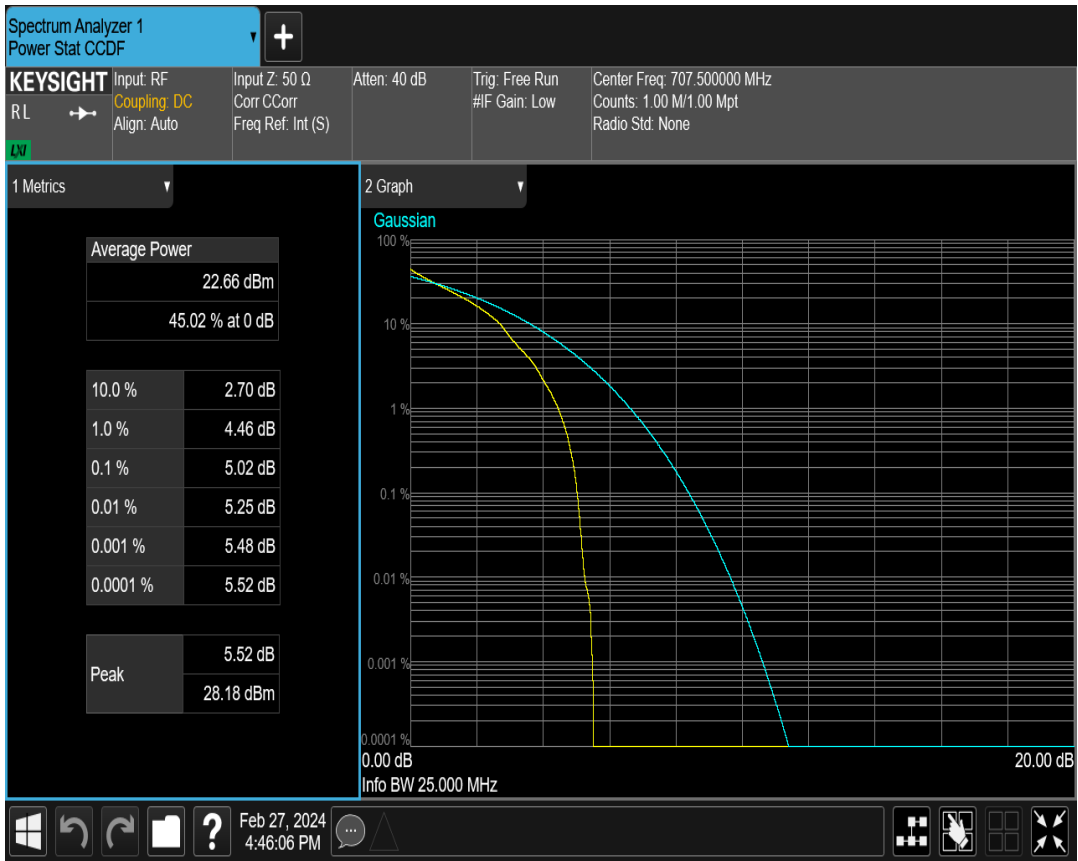 Spectrum Analyzer 1
Power Stat CCDF
+
KEYSIGHT
RL
LXI
Input: RF
Coupling: DC
Align: Auto
Input Z: 50 Ω
Corr CCorr
Freq Ref: Int (S)
Atten: 40 dB
Trig: Free Run
#IF Gain: Low
Center Freq: 707.500000 MHz
Counts: 1.00 M/1.00 Mpt
Radio Std: None
1 Metrics
Average Power
22.66 dBm
45.02 % at 0 dB
10.0 % 2.70 dB
1.0 % 4.46 dB
0.1 % 5.02 dB
0.01 % 5.25 dB
0.001 % 5.48 dB
0.0001 % 5.52 dB
Peak 5.52 dB
28.18 dBm
2 Graph
Gaussian
100 %
10 %
1 %
0.1 %
0.01 %
0.001 %
0.0001 %
0.00 dB 20.00 dB
Info BW 25.000 MHz
?
Feb 27, 2024
4:46:06 PM